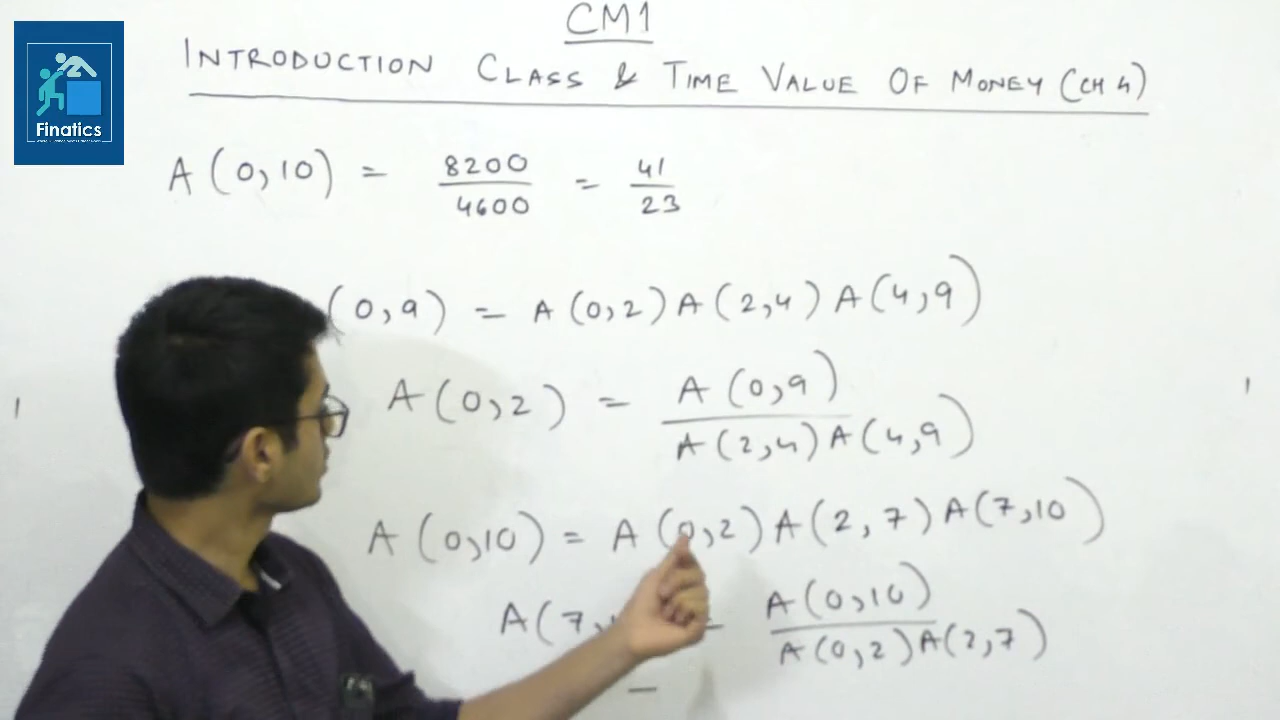 CM1
INTRODUCTION CLASS & TIME VALUE OF MONEY (CH 4)
Finatics
A(0,10) = 8200/4600 = 41/23
(0,9) = A(0,2) A(2,4) A(4,9)
A(0,2) = A(0,9) / A(2,4) A(4,9)
A(0,10) = A(0,2) A(2,7) A(7,10)
A(7, = A(0,10) / A(0,2) A(2,7)